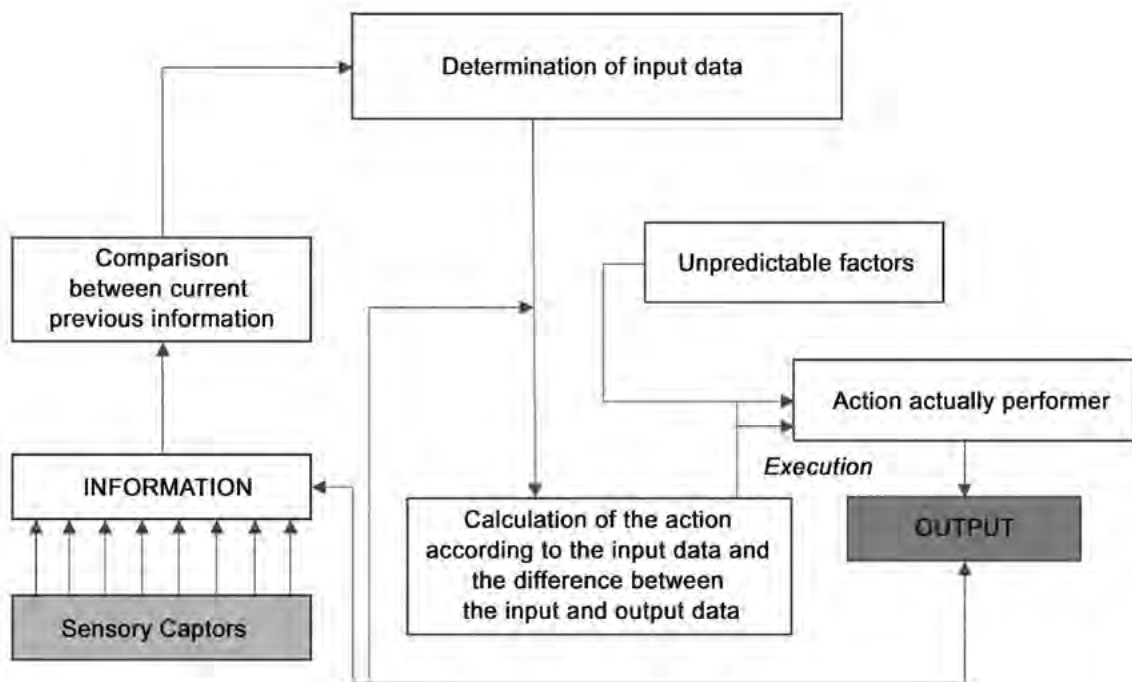 Determination of input data
Comparison
between current
previous information
Unpredictable factors
Action actually performer
Execution
INFORMATION
Calculation of the action
according to the input data and
the difference between
the input and output data
OUTPUT
Sensory Captors